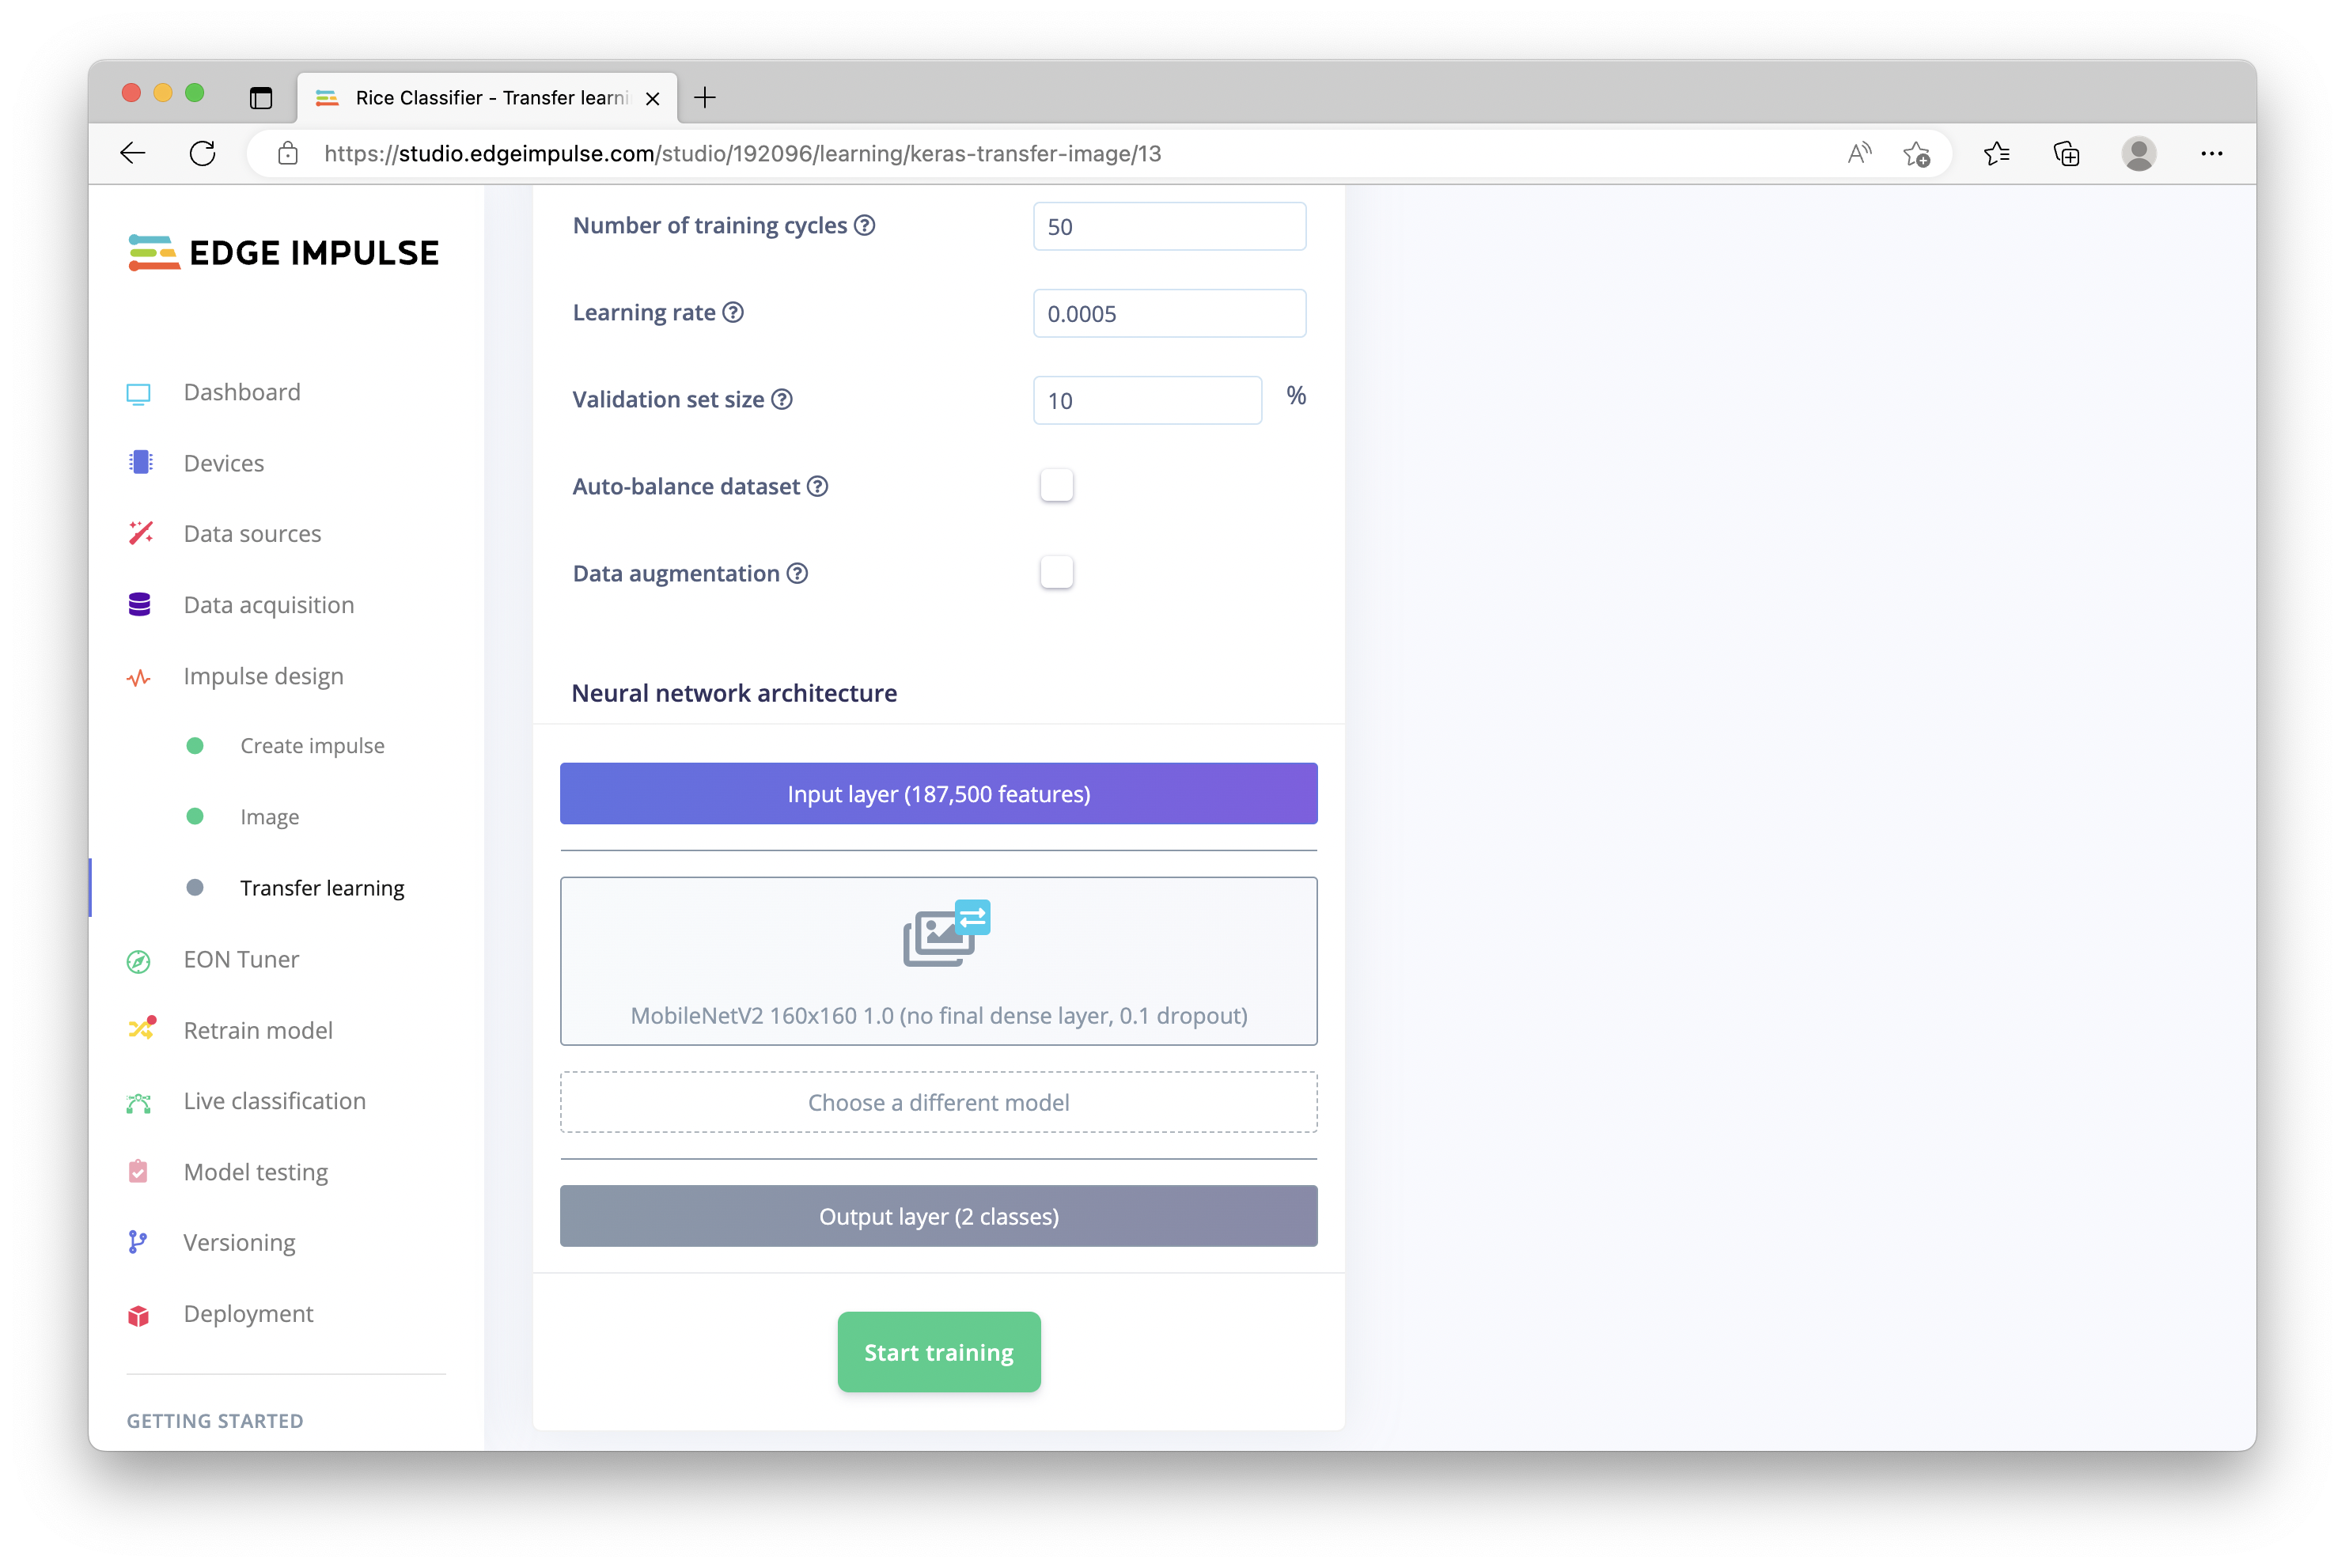 Rice Classifier - Transfer learni
https://studio.edgeimpulse.com/studio/192096/learning/keras-transfer-image/13
EDGE IMPULSE
Dashboard
Devices
Data sources
Data acquisition
Impulse design
Create impulse
Image
Transfer learning
EON Tuner
Retrain model
Live classification
Model testing
Versioning
Deployment
GETTING STARTED
Number of training cycles ?
50
Learning rate ?
0.0005
Validation set size ?
10 %
Auto-balance dataset ?
Data augmentation ?
Neural network architecture
Input layer (187,500 features)
MobileNetV2 160x160 1.0 (no final dense layer, 0.1 dropout)
Choose a different model
Output layer (2 classes)
Start training